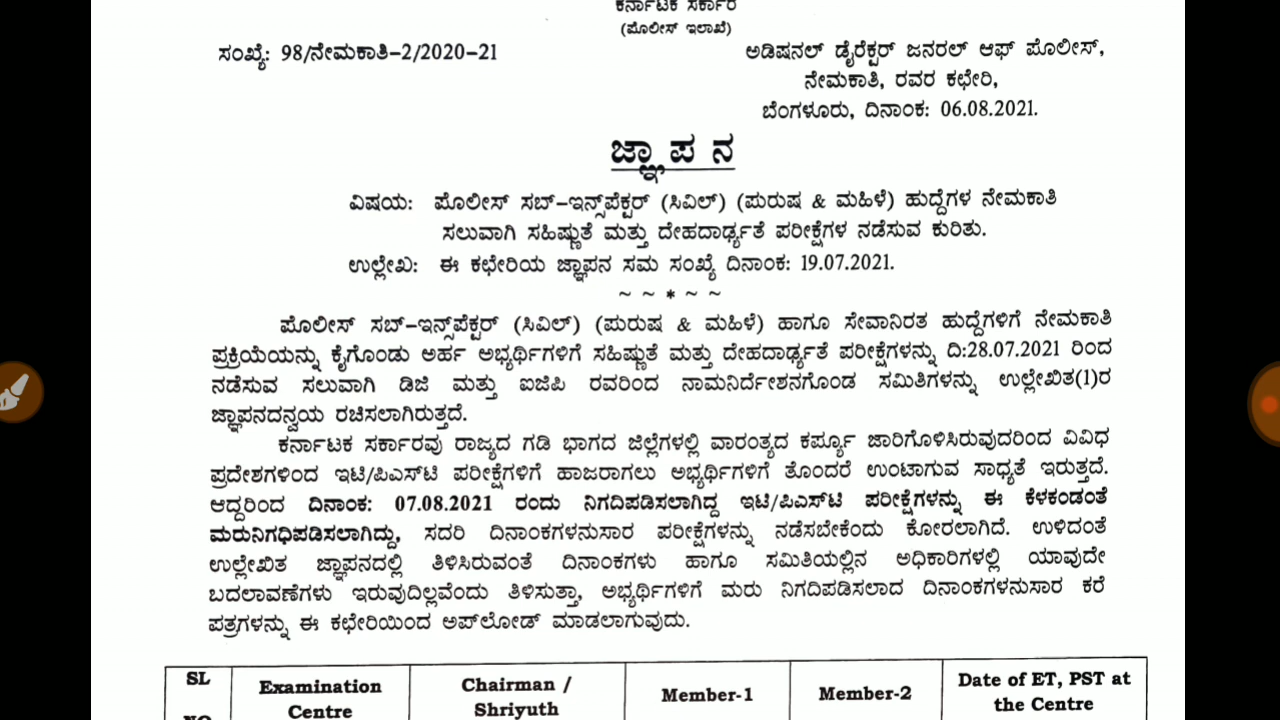 ಕರ್ನಾಟಕ ಸರ್ಕಾರ
(ಪೊಲೀಸ್ ಇಲಾಖೆ)
ಸಂಖ್ಯೆ: 98/ನೇಮಕಾತಿ-2/2020-21
ಅಡಿಷನಲ್ ಡೈರೆಕ್ಟರ್ ಜನರಲ್ ಆಫ್ ಪೊಲೀಸ್,
ನೇಮಕಾತಿ, ರವರ ಕಛೇರಿ,
ಬೆಂಗಳೂರು, ದಿನಾಂಕ: 06.08.2021.
ಜ್ಞಾಪನ
ವಿಷಯ: ಪೊಲೀಸ್ ಸಬ್-ಇನ್ಸ್‌ಪೆಕ್ಟರ್ (ಸಿವಿಲ್) (ಪುರುಷ & ಮಹಿಳೆ) ಹುದ್ದೆಗಳ ನೇಮಕಾತಿ
ಸಲುವಾಗಿ ಸಹಿಷ್ಣುತೆ ಮತ್ತು ದೇಹದಾರ್ಢ್ಯತೆ ಪರೀಕ್ಷೆಗಳ ನಡೆಸುವ ಕುರಿತು.
ಉಲ್ಲೇಖ: ಈ ಕಛೇರಿಯ ಜ್ಞಾಪನ ಸಮ ಸಂಖ್ಯೆ ದಿನಾಂಕ: 19.07.2021.
~ ~ * ~ ~
ಪೊಲೀಸ್ ಸಬ್-ಇನ್ಸ್‌ಪೆಕ್ಟರ್ (ಸಿವಿಲ್) (ಪುರುಷ & ಮಹಿಳೆ) ಹಾಗೂ ಸೇವಾನಿರತ ಹುದ್ದೆಗಳಿಗೆ ನೇಮಕಾತಿ
ಪ್ರಕ್ರಿಯೆಯನ್ನು ಕೈಗೊಂಡು ಅರ್ಹ ಅಭ್ಯರ್ಥಿಗಳಿಗೆ ಸಹಿಷ್ಣುತೆ ಮತ್ತು ದೇಹದಾರ್ಢ್ಯತೆ ಪರೀಕ್ಷೆಗಳನ್ನು ದಿ:28.07.2021 ರಿಂದ
ನಡೆಸುವ ಸಲುವಾಗಿ ಡಿಜಿ ಮತ್ತು ಐಜಿಪಿ ರವರಿಂದ ನಾಮನಿರ್ದೇಶನಗೊಂಡ ಸಮಿತಿಗಳನ್ನು ಉಲ್ಲೇಖಿತ(1)ರ
ಜ್ಞಾಪನದನ್ವಯ ರಚಿಸಲಾಗಿರುತ್ತದೆ.
ಕರ್ನಾಟಕ ಸರ್ಕಾರವು ರಾಜ್ಯದ ಗಡಿ ಭಾಗದ ಜಿಲ್ಲೆಗಳಲ್ಲಿ ವಾರಂತ್ಯದ ಕರ್ಪ್ಯೂ ಜಾರಿಗೊಳಿಸಿರುವುದರಿಂದ ವಿವಿಧ
ಪ್ರದೇಶಗಳಿಂದ ಇಟಿ/ಪಿಎಸ್‌ಟಿ ಪರೀಕ್ಷೆಗಳಿಗೆ ಹಾಜರಾಗಲು ಅಭ್ಯರ್ಥಿಗಳಿಗೆ ತೊಂದರೆ ಉಂಟಾಗುವ ಸಾಧ್ಯತೆ ಇರುತ್ತದೆ.
ಆದ್ದರಿಂದ ದಿನಾಂಕ: 07.08.2021 ರಂದು ನಿಗದಿಪಡಿಸಲಾಗಿದ್ದ ಇಟಿ/ಪಿಎಸ್‌ಟಿ ಪರೀಕ್ಷೆಗಳನ್ನು ಈ ಕೆಳಕಂಡಂತೆ
ಮರುನಿಗಧಿಪಡಿಸಲಾಗಿದ್ದು, ಸದರಿ ದಿನಾಂಕಗಳನುಸಾರ ಪರೀಕ್ಷೆಗಳನ್ನು ನಡೆಸಬೇಕೆಂದು ಕೋರಲಾಗಿದೆ. ಉಳಿದಂತೆ
ಉಲ್ಲೇಖಿತ ಜ್ಞಾಪನದಲ್ಲಿ ತಿಳಿಸಿರುವಂತೆ ದಿನಾಂಕಗಳು ಹಾಗೂ ಸಮಿತಿಯಲ್ಲಿನ ಅಧಿಕಾರಿಗಳಲ್ಲಿ ಯಾವುದೇ
ಬದಲಾವಣೆಗಳು ಇರುವುದಿಲ್ಲವೆಂದು ತಿಳಿಸುತ್ತಾ, ಅಭ್ಯರ್ಥಿಗಳಿಗೆ ಮರು ನಿಗದಿಪಡಿಸಲಾದ ದಿನಾಂಕಗಳನುಸಾರ ಕರೆ
ಪತ್ರಗಳನ್ನು ಈ ಕಛೇರಿಯಿಂದ ಅಪ್‌ಲೋಡ್ ಮಾಡಲಾಗುವುದು.
SL NO
Examination Centre
Chairman / Shriyuth
Member-1
Member-2
Date of ET, PST at the Centre